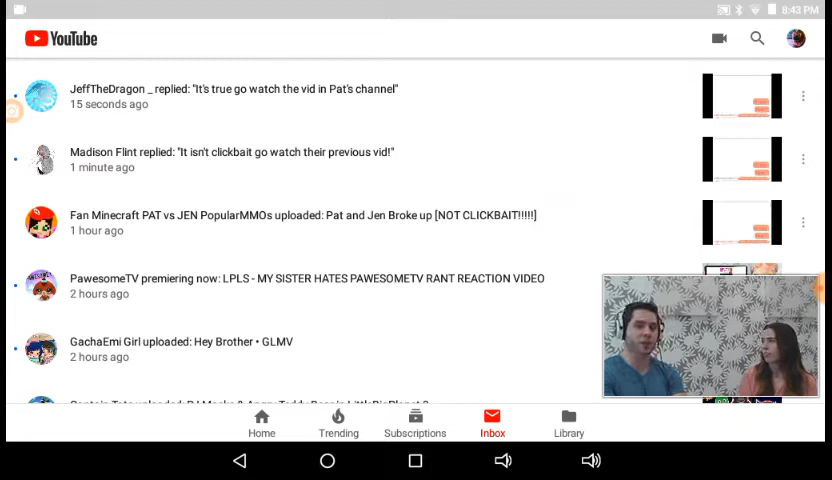 8:43 PM
YouTube
JeffTheDragon _ replied: "It's true go watch the vid in Pat's channel"
15 seconds ago
Madison Flint replied: "It isn't clickbait go watch their previous vid!"
1 minute ago
Fan Minecraft PAT vs JEN PopularMMOs uploaded: Pat and Jen Broke up [NOT CLICKBAIT!!!!!]
1 hour ago
PawesomeTV premiering now: LPLS - MY SISTER HATES PAWESOMETV RANT REACTION VIDEO
2 hours ago
GachaEmi Girl uploaded: Hey Brother • GLMV
2 hours ago
Home
Trending
Subscriptions
Inbox
Library